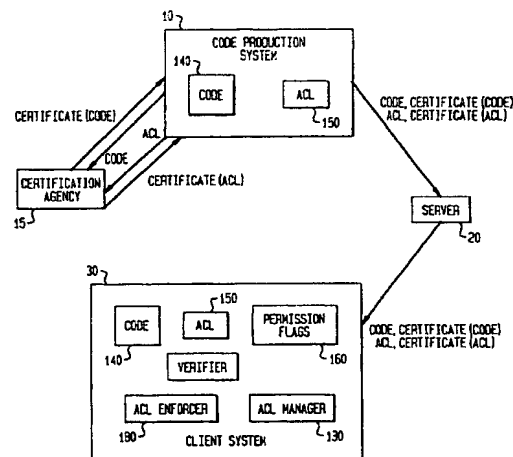 10
CODE PRODUCTION
SYSTEM
140
CODE
ACL
150
CERTIFICATE (CODE)
ACL
CODE
CERTIFICATE (ACL)
CERTIFICATION
AGENCY
15
CODE, CERTIFICATE (CODE)
ACL, CERTIFICATE (ACL)
SERVER
20
30
CODE
140
150
ACL
PERMISSION
FLAGS
160
VERIFIER
CODE, CERTIFICATE (CODE)
ACL, CERTIFICATE (ACL)
ACL ENFORCER
180
ACL MANAGER
130
CLIENT SYSTEM